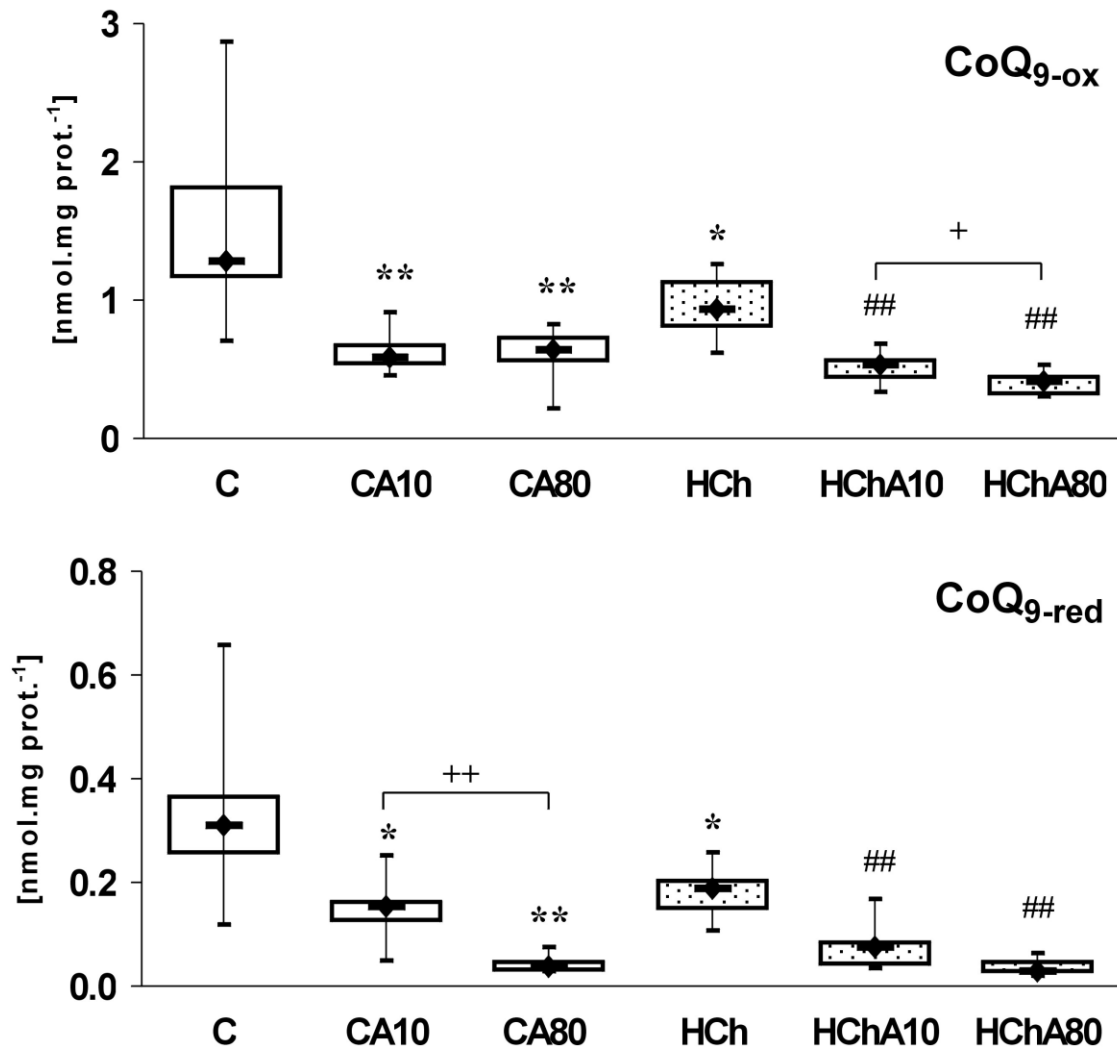 3
CoQ9-ox
2
[nmol.mg prot.-1]
+
*
** **
## ##
1
0
C CA10 CA80 HCh HChA10 HChA80
0.8
CoQ9-red
0.6
[nmol.mg prot.-1]
++
0.4
* *
##
0.2
** ##
0.0
C CA10 CA80 HCh HChA10 HChA80